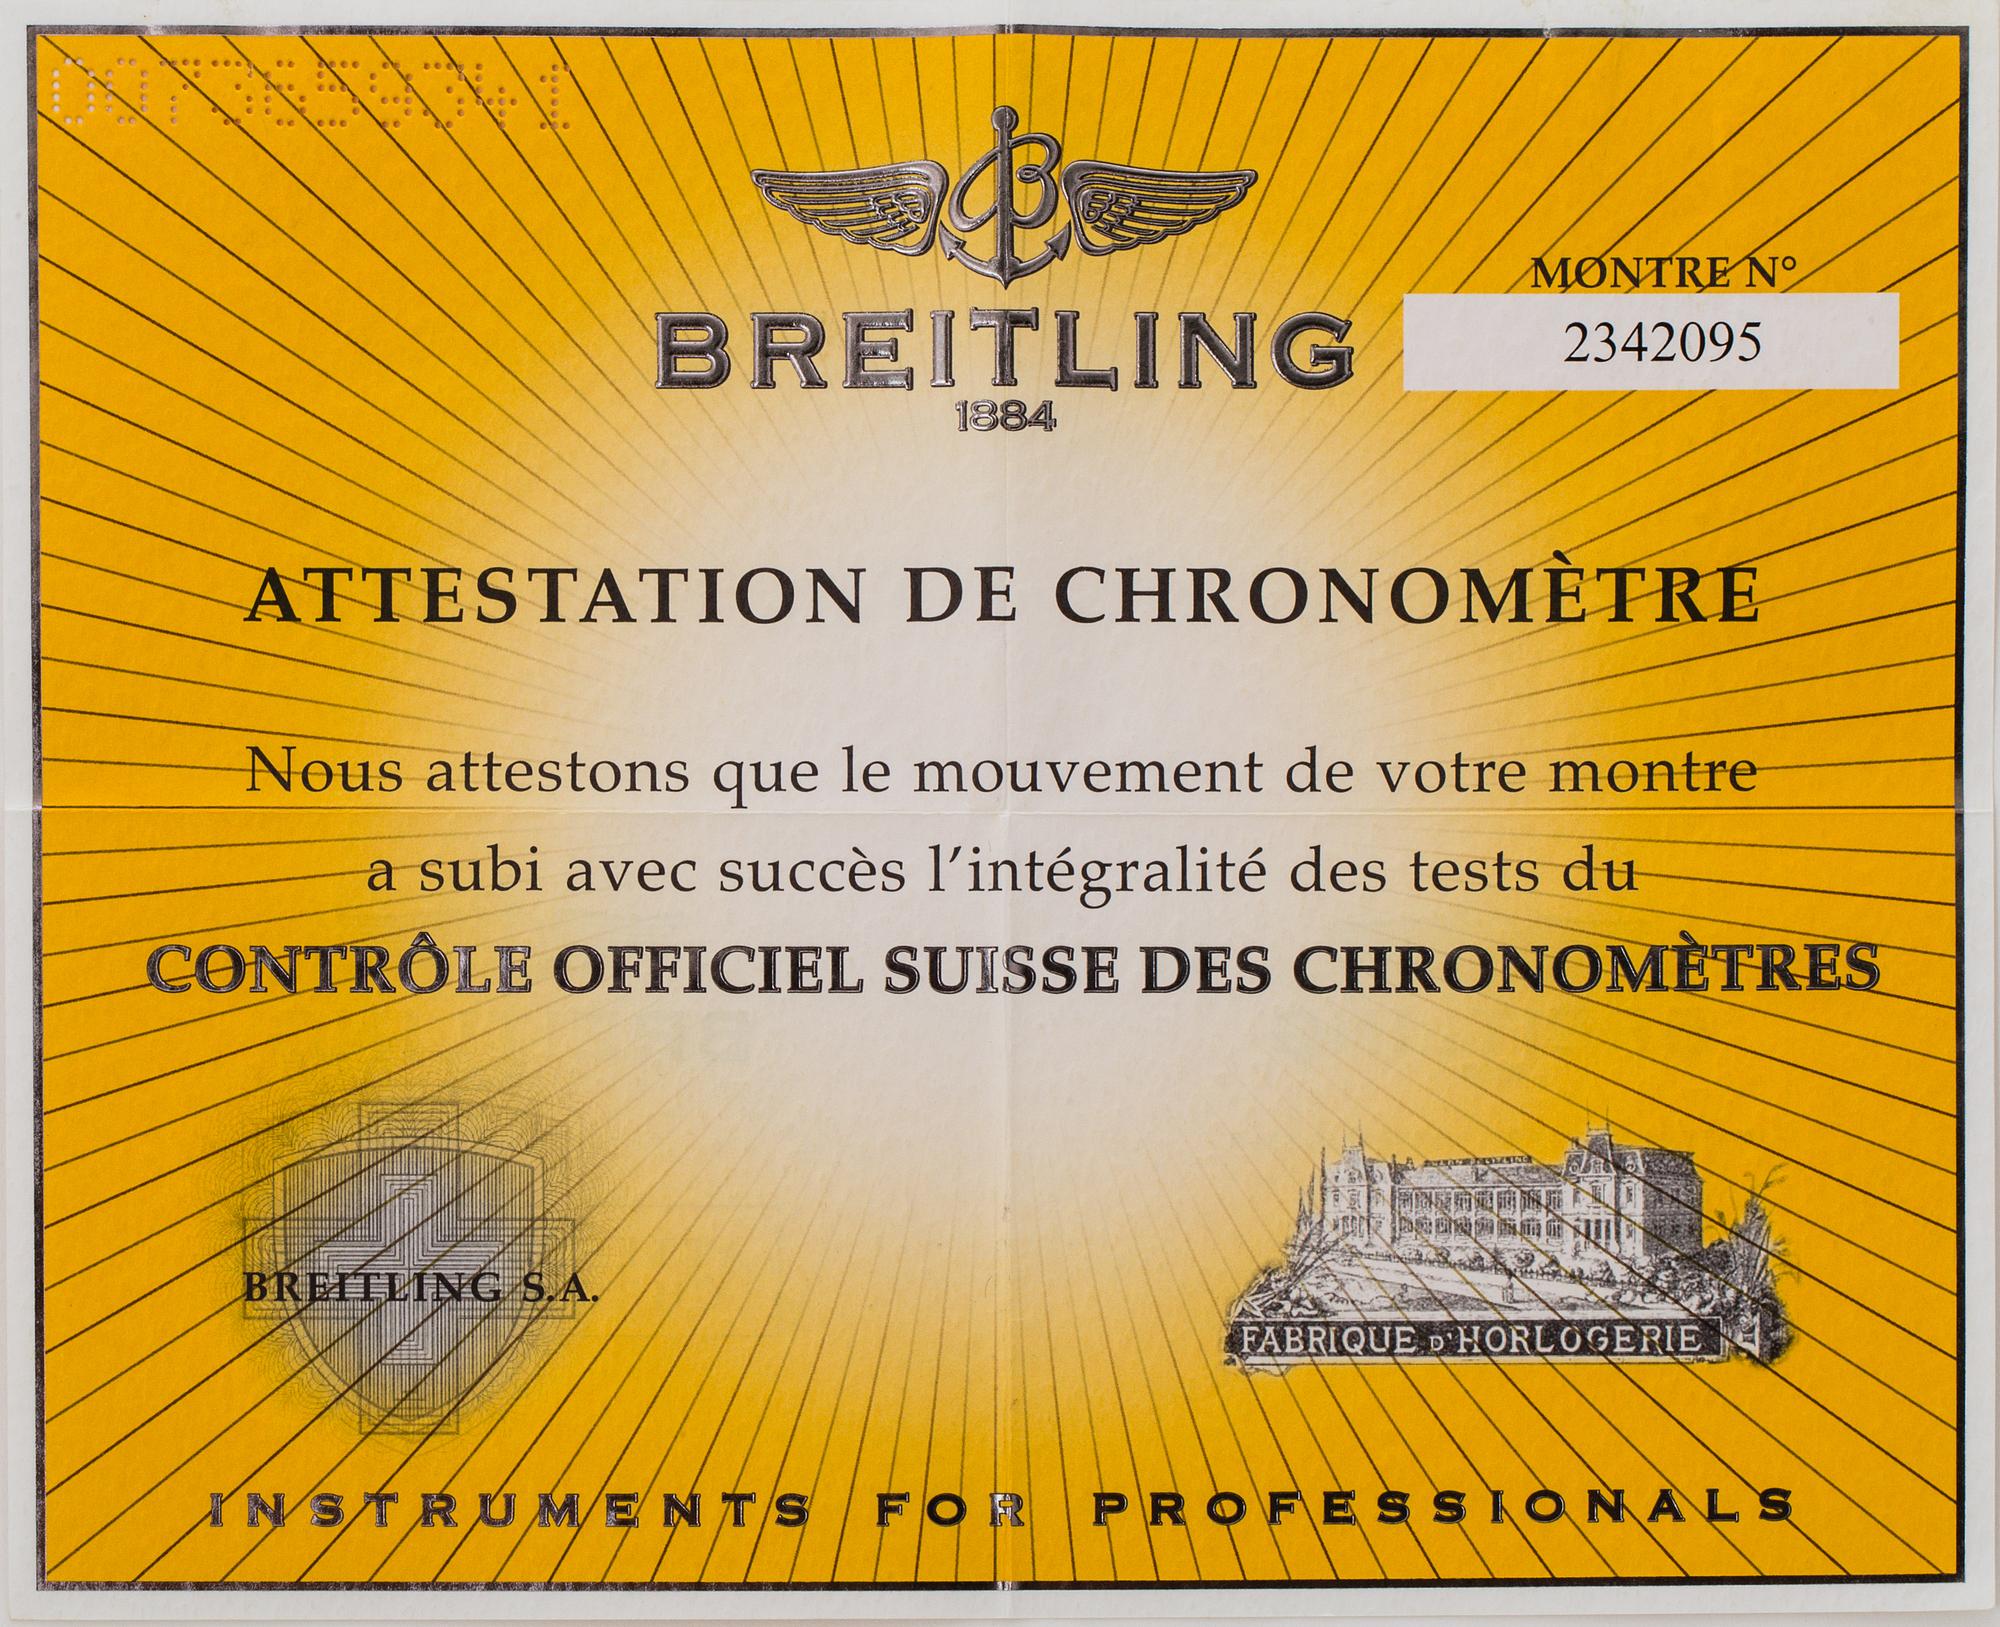 0073659341
BREITLING
1884
MONTRE N°
2342095
ATTESTATION DE CHRONOMÈTRE
Nous attestons que le mouvement de votre montre
a subi avec succès l'intégralité des tests du
CONTRÔLE OFFICIEL SUISSE DES CHRONOMÈTRES
BREITLING S.A.
FABRIQUE D'HORLOGERIE
INSTRUMENTS FOR PROFESSIONALS